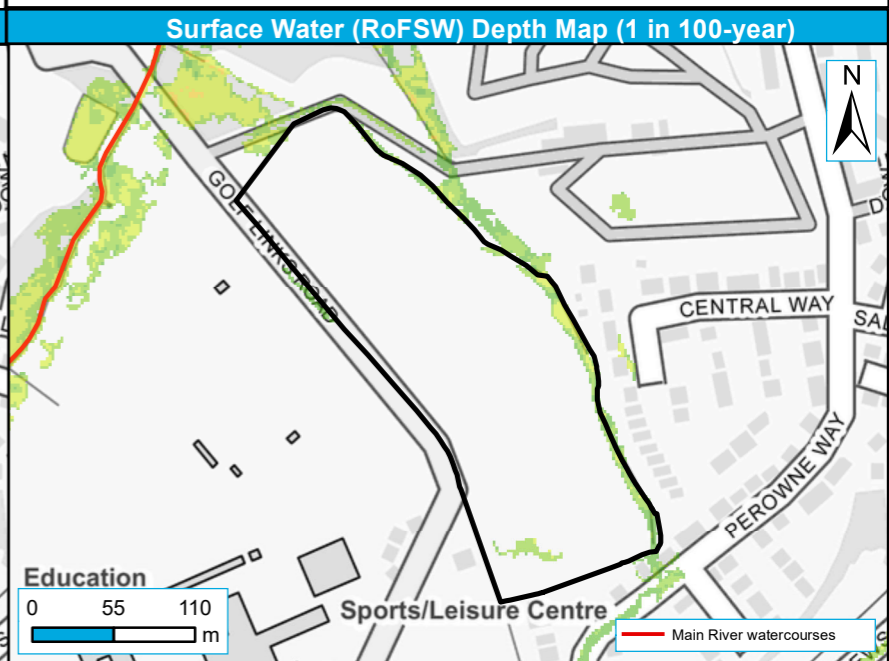 Surface Water (RoFSW) Depth Map (1 in 100-year)
N
GOLF LINKS ROAD
CENTRAL WAY
SAL
PEROWNE WAY
Education
0 55 110
m
Sports/Leisure Centre
Main River watercourses